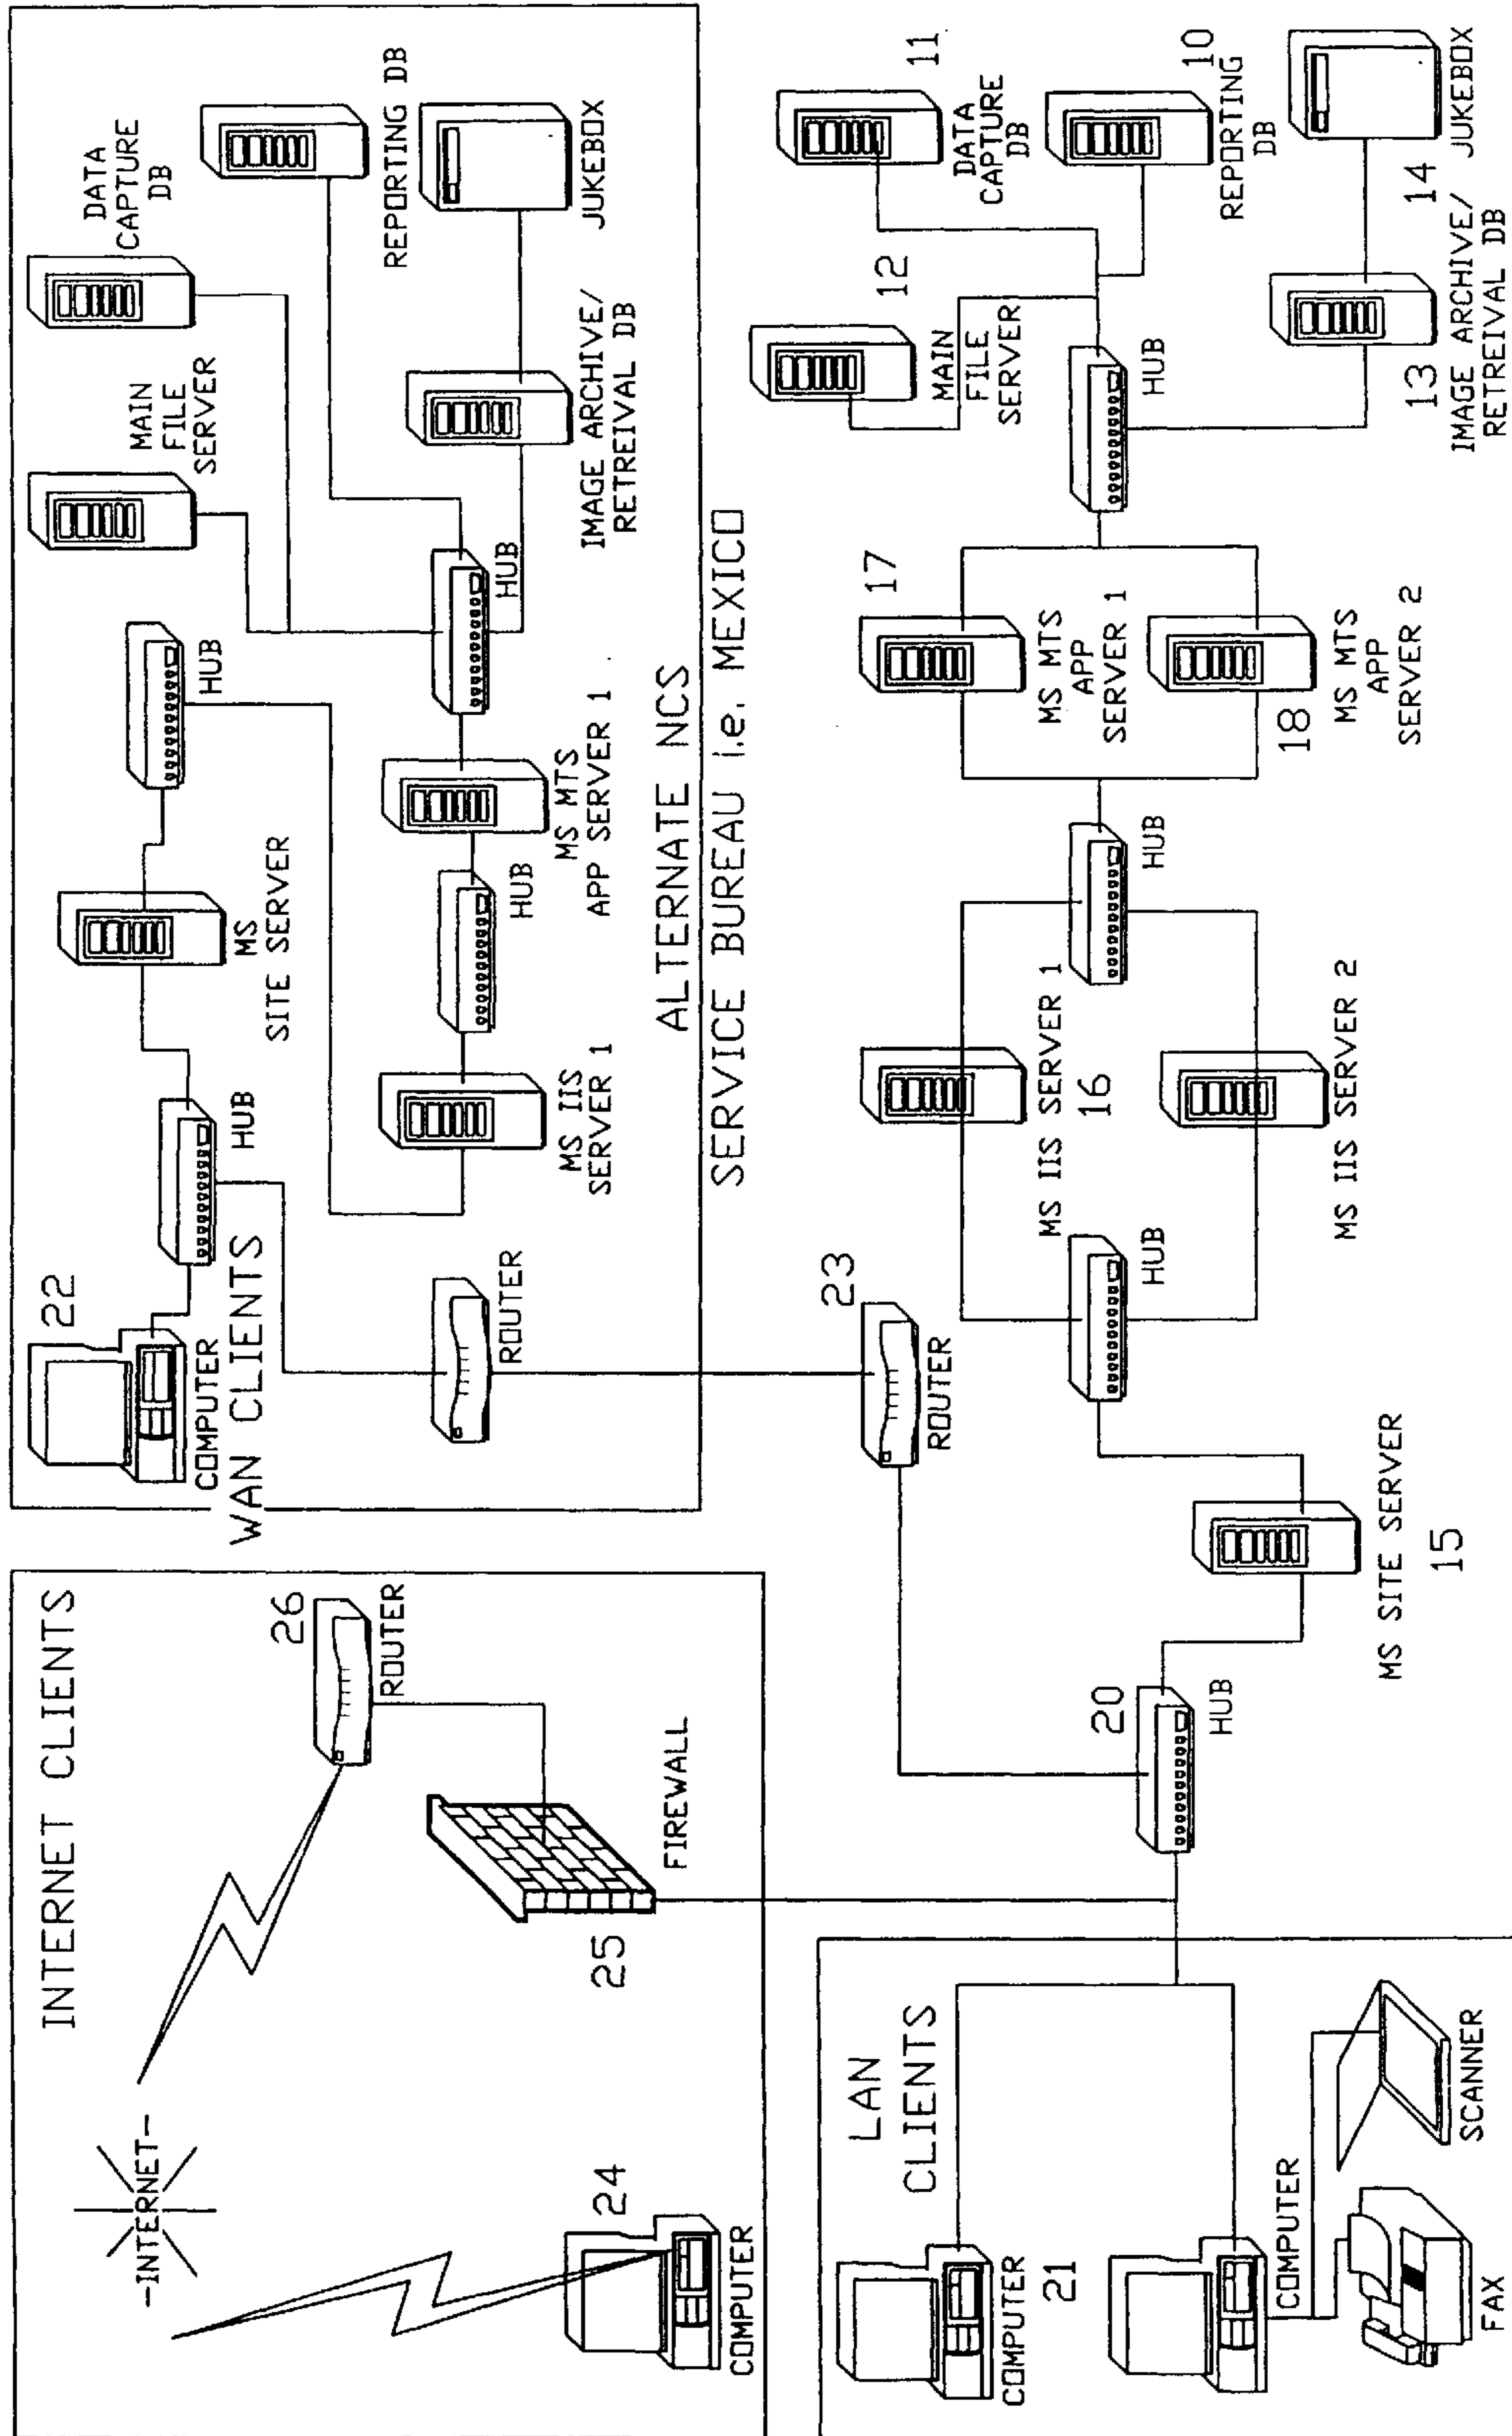 INTERNET CLIENTS
-INTERNET-
26
ROUTER
24
COMPUTER
25
FIREWALL
22
COMPUTER
WAN CLIENTS
HUB
MS
SITE SERVER
HUB
MAIN
FILE
SERVER
DATA
CAPTURE
DB
REPORTING DB
ROUTER
MS IIS
SERVER 1
HUB
MS MTS
APP SERVER 1
HUB
IMAGE ARCHIVE/
RETREIVAL DB
JUKEBOX
ALTERNATE NCS
SERVICE BUREAU i.e. MEXICO
LAN
CLIENTS
COMPUTER
21
COMPUTER
FAX
SCANNER
20
HUB
23
ROUTER
MS SITE SERVER
15
HUB
MS IIS SERVER 1
16
MS IIS SERVER 2
HUB
17
MS MTS
APP
SERVER 1
18
MS MTS
APP
SERVER 2
HUB
12
MAIN
FILE
SERVER
11
DATA
CAPTURE
DB
10
REPORTING
DB
13
IMAGE ARCHIVE/
RETREIVAL DB
14
JUKEBOX